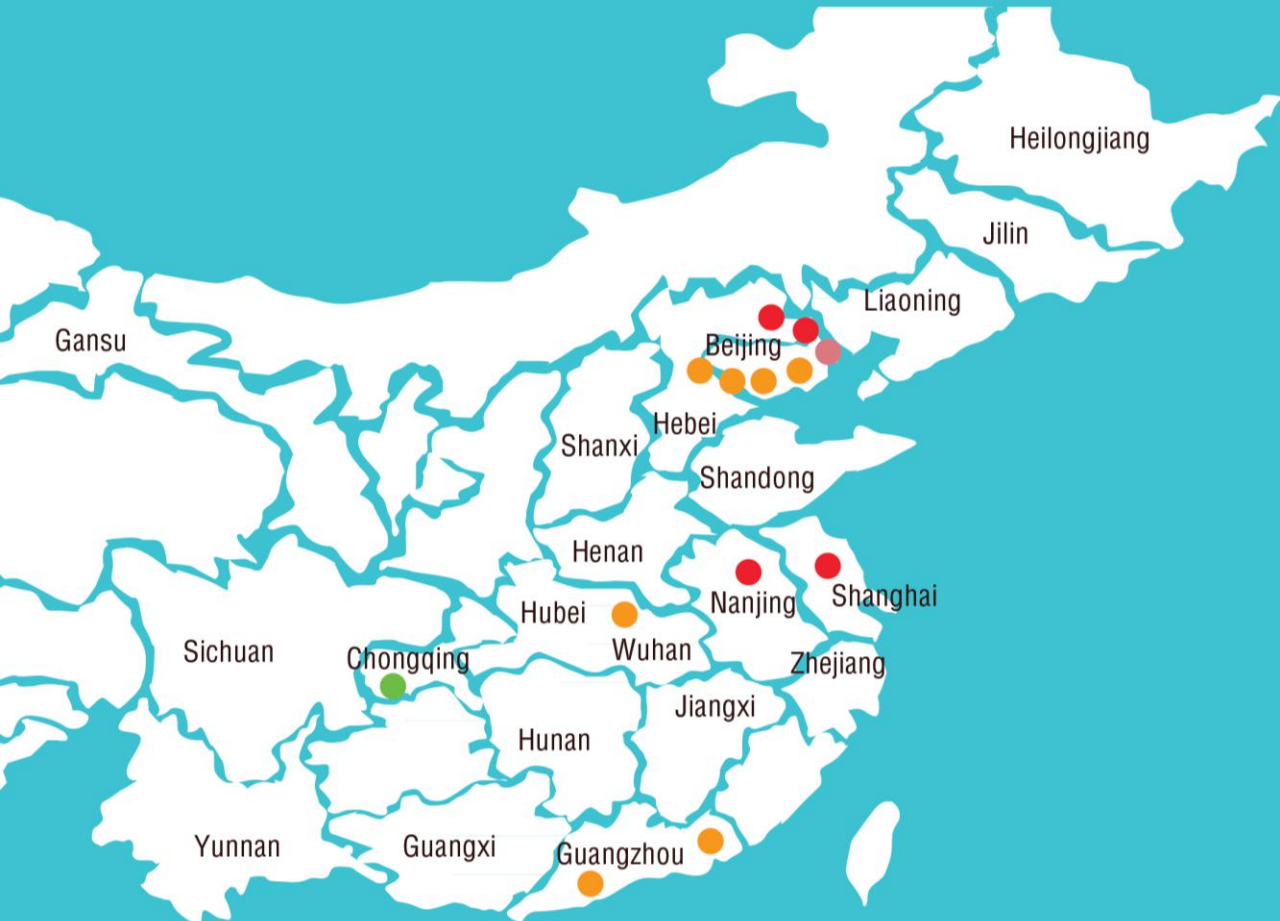 Heilongjiang
Jilin
Liaoning
Gansu
Beijing
Hebei
Shanxi
Shandong
Henan
Shanghai
Nanjing
Hubei
Wuhan
Sichuan
Chongqing
Zhejiang
Jiangxi
Hunan
Yunnan
Guangxi
Guangzhou